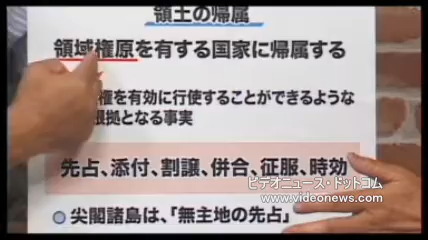 領土の帰属
領域権原を有する国家に帰属する
権を有効に行使することができるような
拠となる事実
先占、添付、割譲、併合、征服、時効
ビデオニュース・ドットコム
www.videonews.com
尖閣諸島は、「無主地の先占」